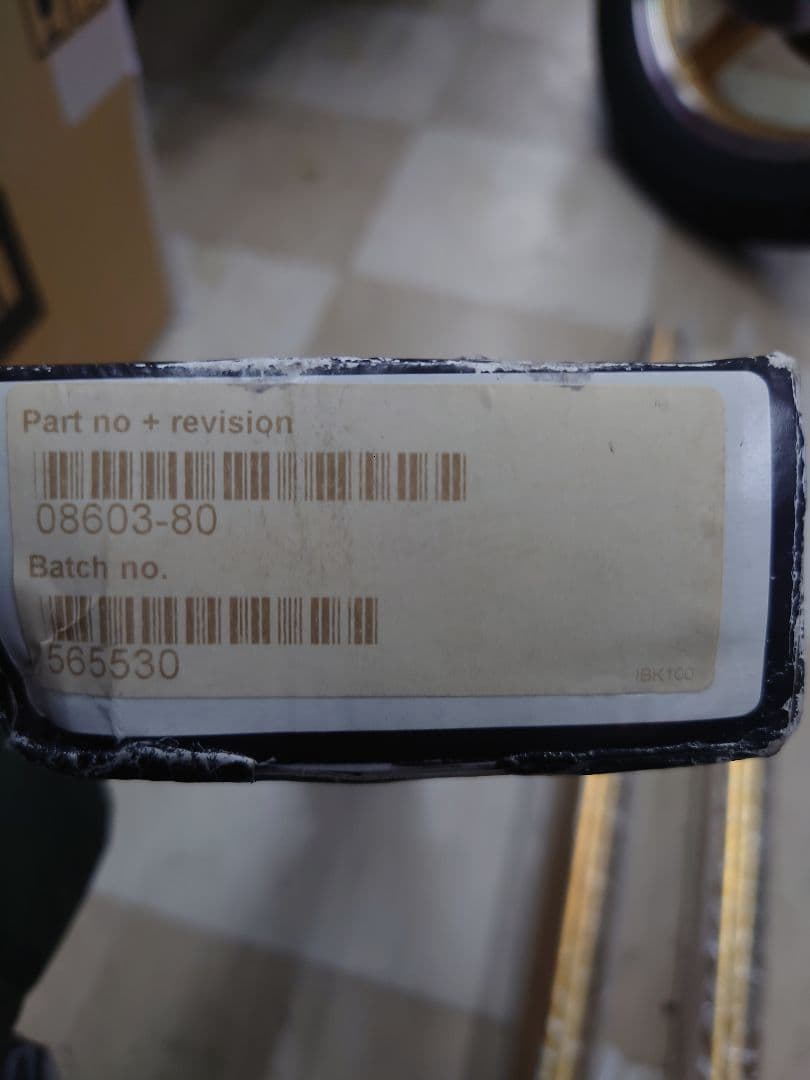 Part no + revision
08603-80
Batch no.
565530
IBK100